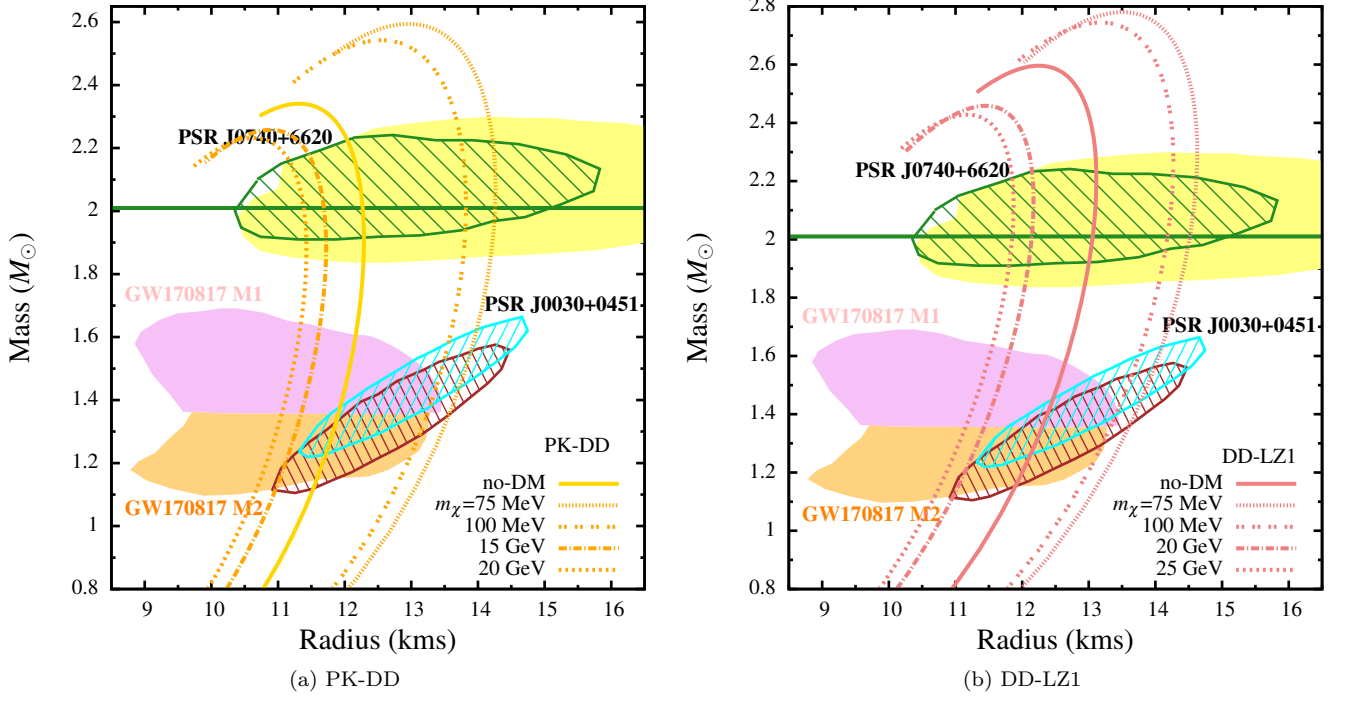 2.6
2.4
2.2
2
1.8
1.6
1.4
1.2
1
0.8
Mass (M⊙)
PSR J0740+6620
GW170817 M1
PSR J0030+0451
GW170817 M2
PK-DD
no-DM
mχ=75 MeV
100 MeV
15 GeV
20 GeV
9 10 11 12 13 14 15 16
Radius (kms)
(a) PK-DD
2.8
2.6
2.4
2.2
2
1.8
1.6
1.4
1.2
1
0.8
Mass (M⊙)
PSR J0740+6620
GW170817 M1
PSR J0030+0451
GW170817 M2
DD-LZ1
no-DM
mχ=75 MeV
100 MeV
20 GeV
25 GeV
9 10 11 12 13 14 15 16
Radius (kms)
(b) DD-LZ1